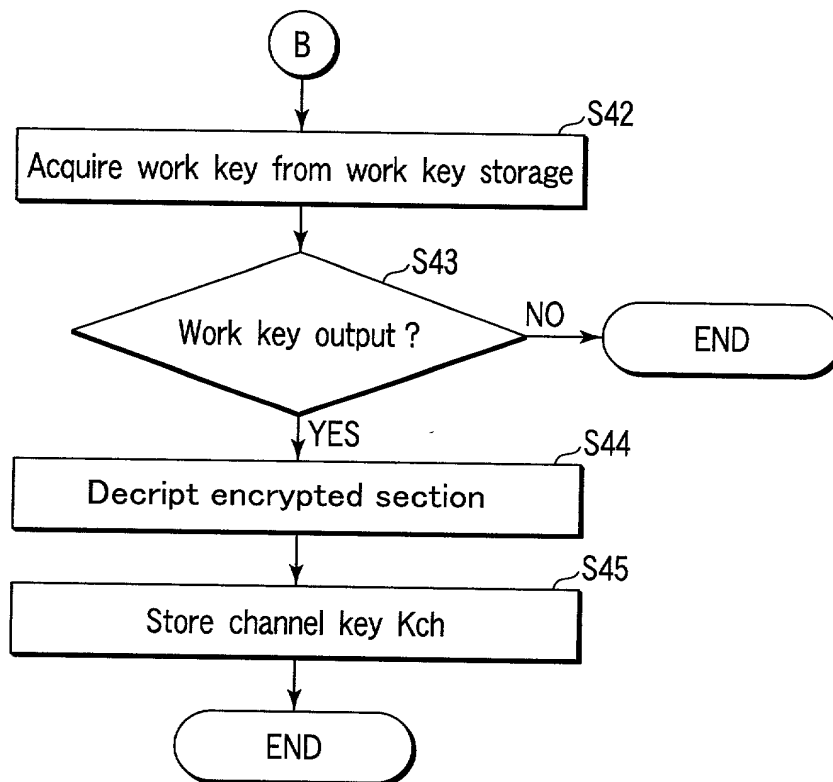 B
S42
Acquire work key from work key storage
S43
Work key output?
NO
END
YES
S44
Decript encrypted section
S45
Store channel key Kch
END